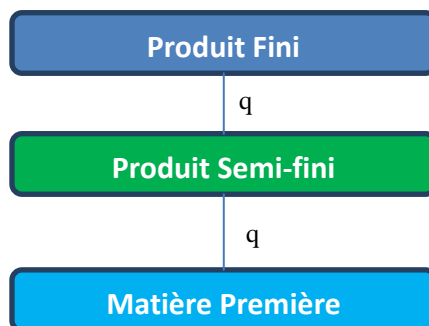 Produit Fini
q
Produit Semi-fini
q
Matière Première